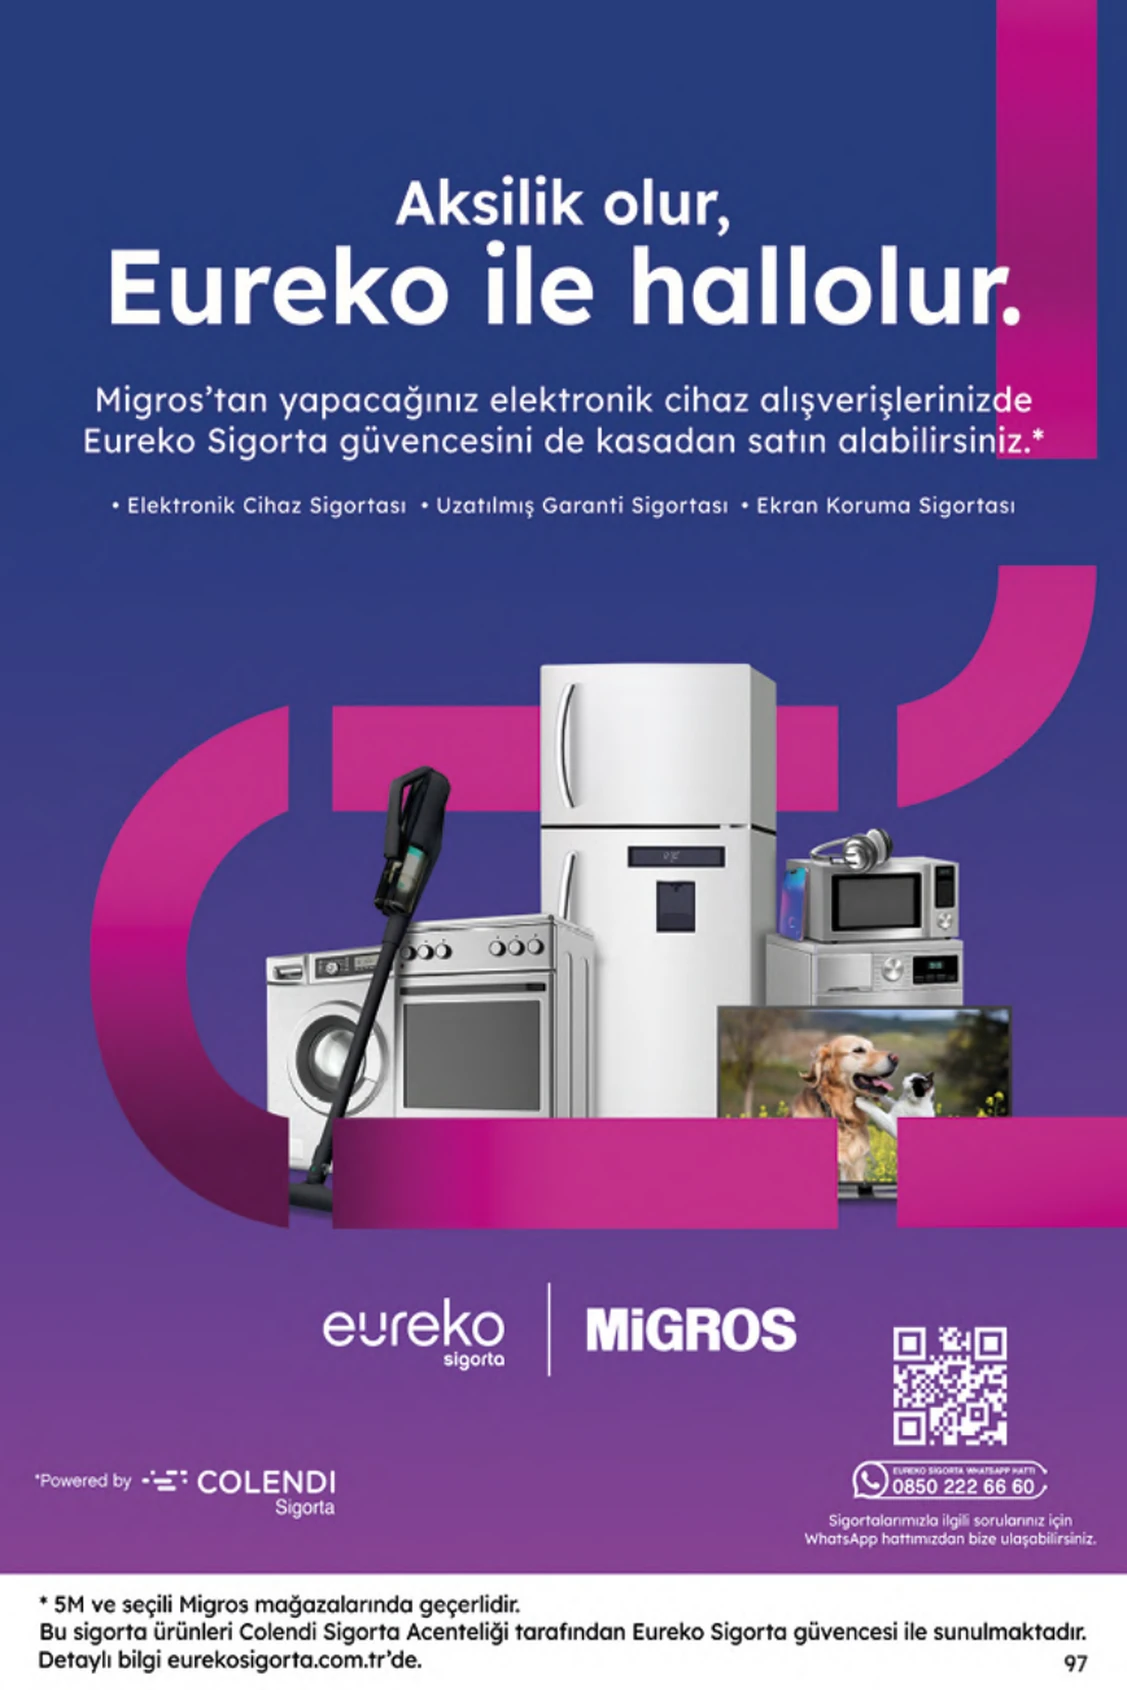 Aksilik olur,
Eureko ile hallolur.
Migros'tan yapacağınız elektronik cihaz alışverişlerinizde
Eureko Sigorta güvencesini de kasadan satın alabilirsiniz.*
• Elektronik Cihaz Sigortası • Uzatılmış Garanti Sigortası • Ekran Koruma Sigortası
eureko
sigorta
MiGROS
*Powered by COLENDI
Sigorta
EUREKO SIGORTA WHATSAPP HATTI
0850 222 66 60
Sigortalarımızla ilgili sorularınız için
WhatsApp hattımızdan bize ulaşabilirsiniz.
* 5M ve seçili Migros mağazalarında geçerlidir.
Bu sigorta ürünleri Colendi Sigorta Acenteliği tarafından Eureko Sigorta güvencesi ile sunulmaktadır.
Detaylı bilgi eurekosigorta.com.tr'de.
97